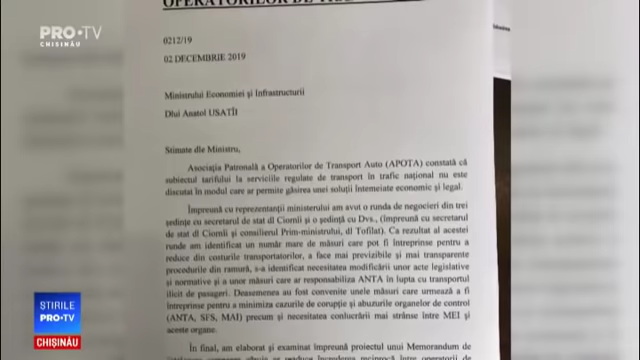 PRO•TV
CHIȘINĂU
OPERATORILOR DE
0212/19
02 DECEMBRIE 2019
Ministrului Economiei și Infrastructurii
Dlui Anatol USATÎI
Stimate dle Ministru,
Asociația Patronală a Operatorilor de Transport Auto (APOTA) constată că
subiectul tarifului la serviciile regulate de transport în trafic național nu este
discutat în modul care ar permite găsirea unei soluții întemeiate economic și legal.
Împreună cu reprezentanții ministerului am avut o runda de negocieri din trei
ședințe cu secretarul de stat dl Ciomli și o ședință cu Dvs., (împreună cu secretarul
de stat dl Ciomli și consilierul Prim-ministrului, dl Tofilat). Ca rezultat al acestei
runde am identificat un număr mare de măsuri care pot fi întreprinse pentru a
reduce din costurile transportatorilor, a face mai previzibile și mai transparente
procedurile din ramură, s-a identificat necesitatea modificării unor acte legislative
și normative și a unor măsuri care ar responsabiliza ANTA în lupta cu transportul
ilicit de pasageri. Deasemenea au fost convenite unele măsuri care urmează a fi
întreprinse pentru a minimiza cazurile de corupție și abuzurile organelor de control
(ANTA, SFS, MAI) precum și necesitatea conlucrării mai strânse între MEI și
aceste organe.
În final, am elaborat și examinat împreună proiectul unui Memorandum de
ȘTIRILE
PRO•TV
CHIȘINĂU